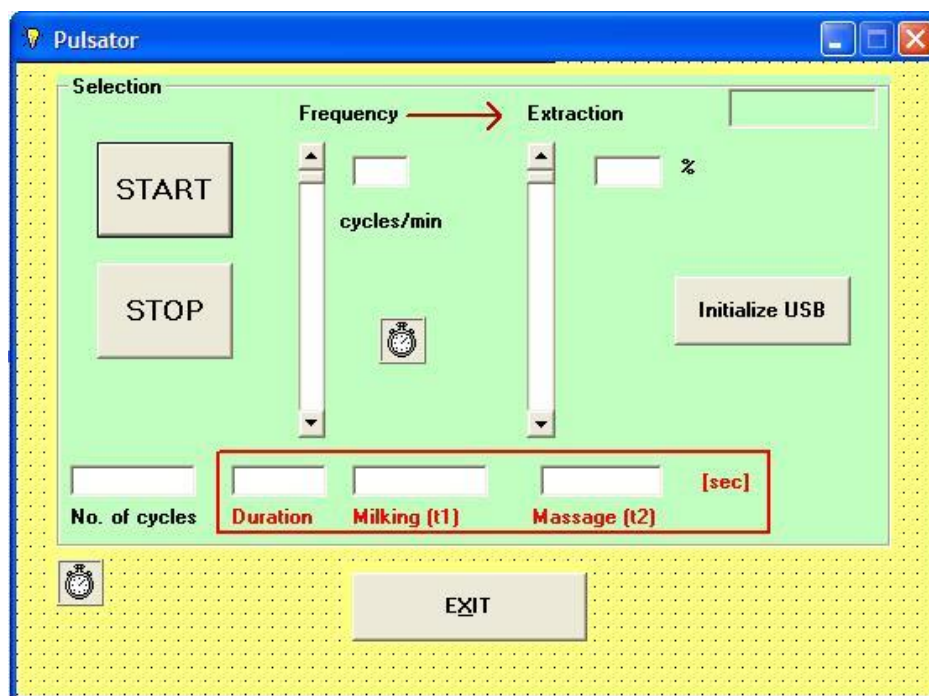 Pulsator
Selection
Frequency Extraction
START
%
cycles/min
STOP
Initialize USB
[sec]
No. of cycles Duration Milking (t1) Massage (t2)
EXIT